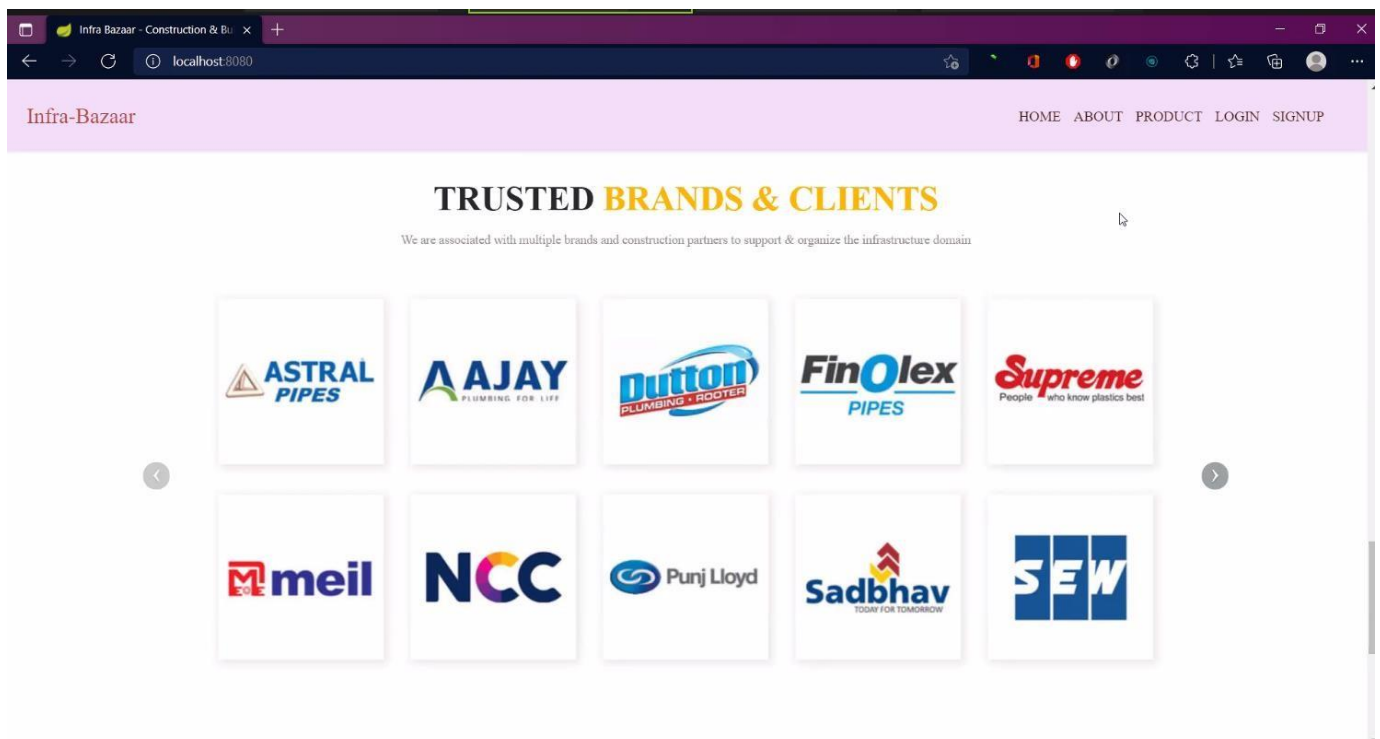 Infra Bazaar - Construction & Bu
localhost:8080
Infra-Bazaar
HOME ABOUT PRODUCT LOGIN SIGNUP
TRUSTED BRANDS & CLIENTS
We are associated with multiple brands and construction partners to support & organize the infrastructure domain
ASTRAL
PIPES
AJAY
PLUMBING FOR LIFE
Dutton
PLUMBING • ROOTER
FinOlex
PIPES
Supreme
People who know plastics best
MEOE
meil
NCC
Punj Lloyd
Sadbhav
TODAY FOR TOMORROW
SEW